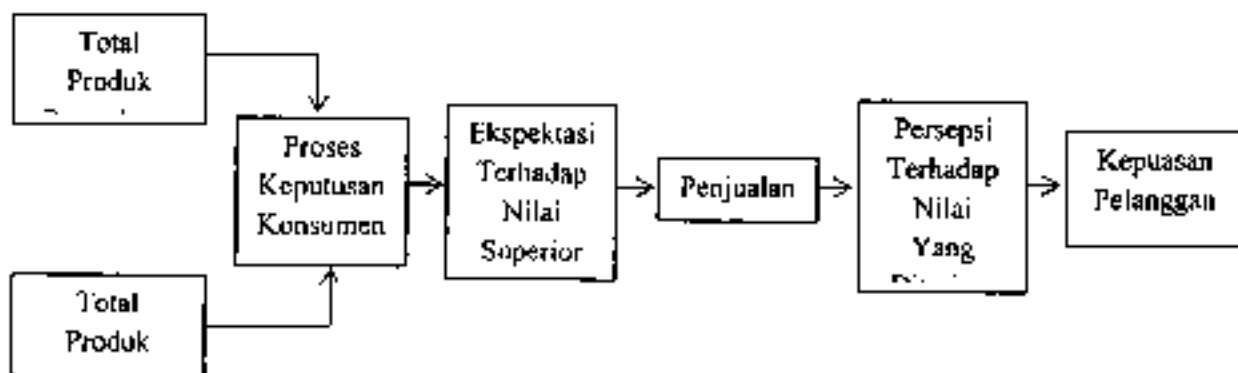 Total
Produk
Proses
Keputusan
Konsumen
Ekspektasi
Terhadap
Nilai
Superior
Penjualan
Persepsi
Terhadap
Nilai
Yang
Kepuasan
Pelanggan
Total
Produk